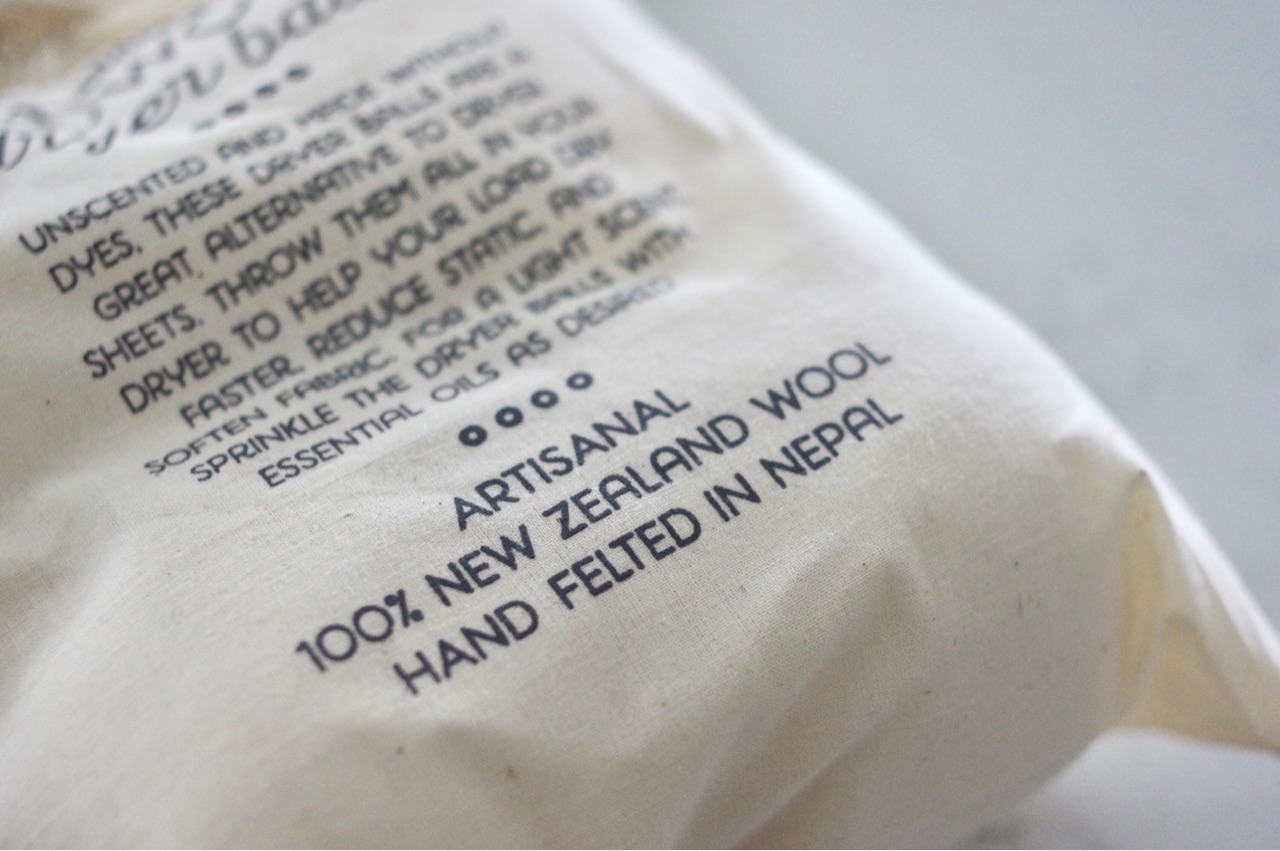 Dryer ba
UNSCENTED AND MADE WITHOUT
DYES, THESE DRYER BALLS ARE A
GREAT ALTERNATIVE TO DRYER
SHEETS. THROW THEM ALL IN YOUR
DRYER TO HELP YOUR LOAD DRY
FASTER, REDUCE STATIC AND
SOFTEN FABRIC. FOR A LIGHT SCENT,
SPRINKLE THE DRYER BALLS WITH
ESSENTIAL OILS AS DESIRED
ARTISANAL
100% NEW ZEALAND WOOL
HAND FELTED IN NEPAL